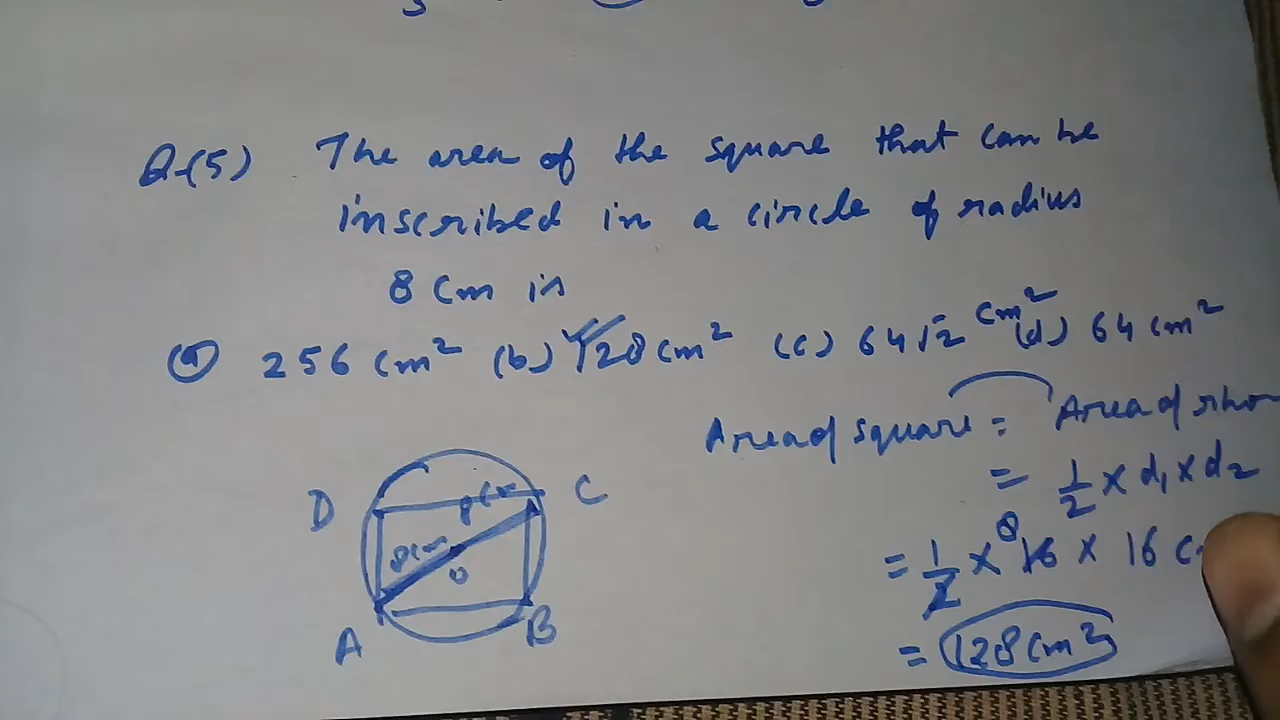 Q.(5) The area of the square that can be
inscribed in a circle of radius
8 cm is
(a) 256 cm² (b) 128 cm² (c) 64√2 cm² (d) 64 cm²
Area of square = Area of rho
= 1/2 × d₁ × d₂
= 1/2 × 16 8 × 16 c
= 128 cm²
D C
8 cm
8 cm
O
A B